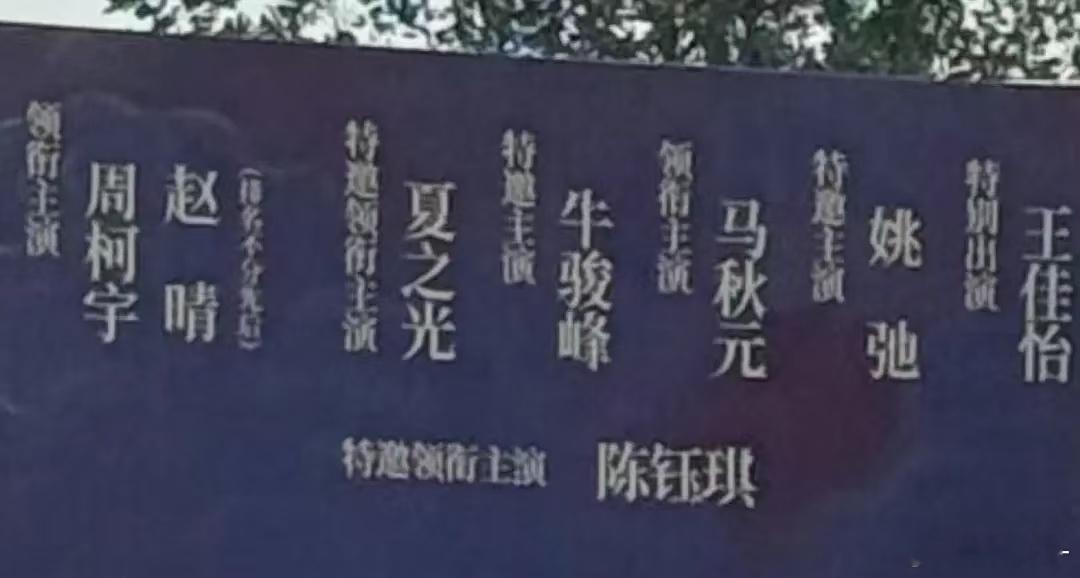 领衔主演
周柯宇
赵晴
(排名不分先后)
特邀领衔主演
夏之光
特邀主演
牛骏峰
领衔主演
马秋元
特邀主演
姚弛
特别出演
王佳怡
特邀领衔主演 陈钰琪